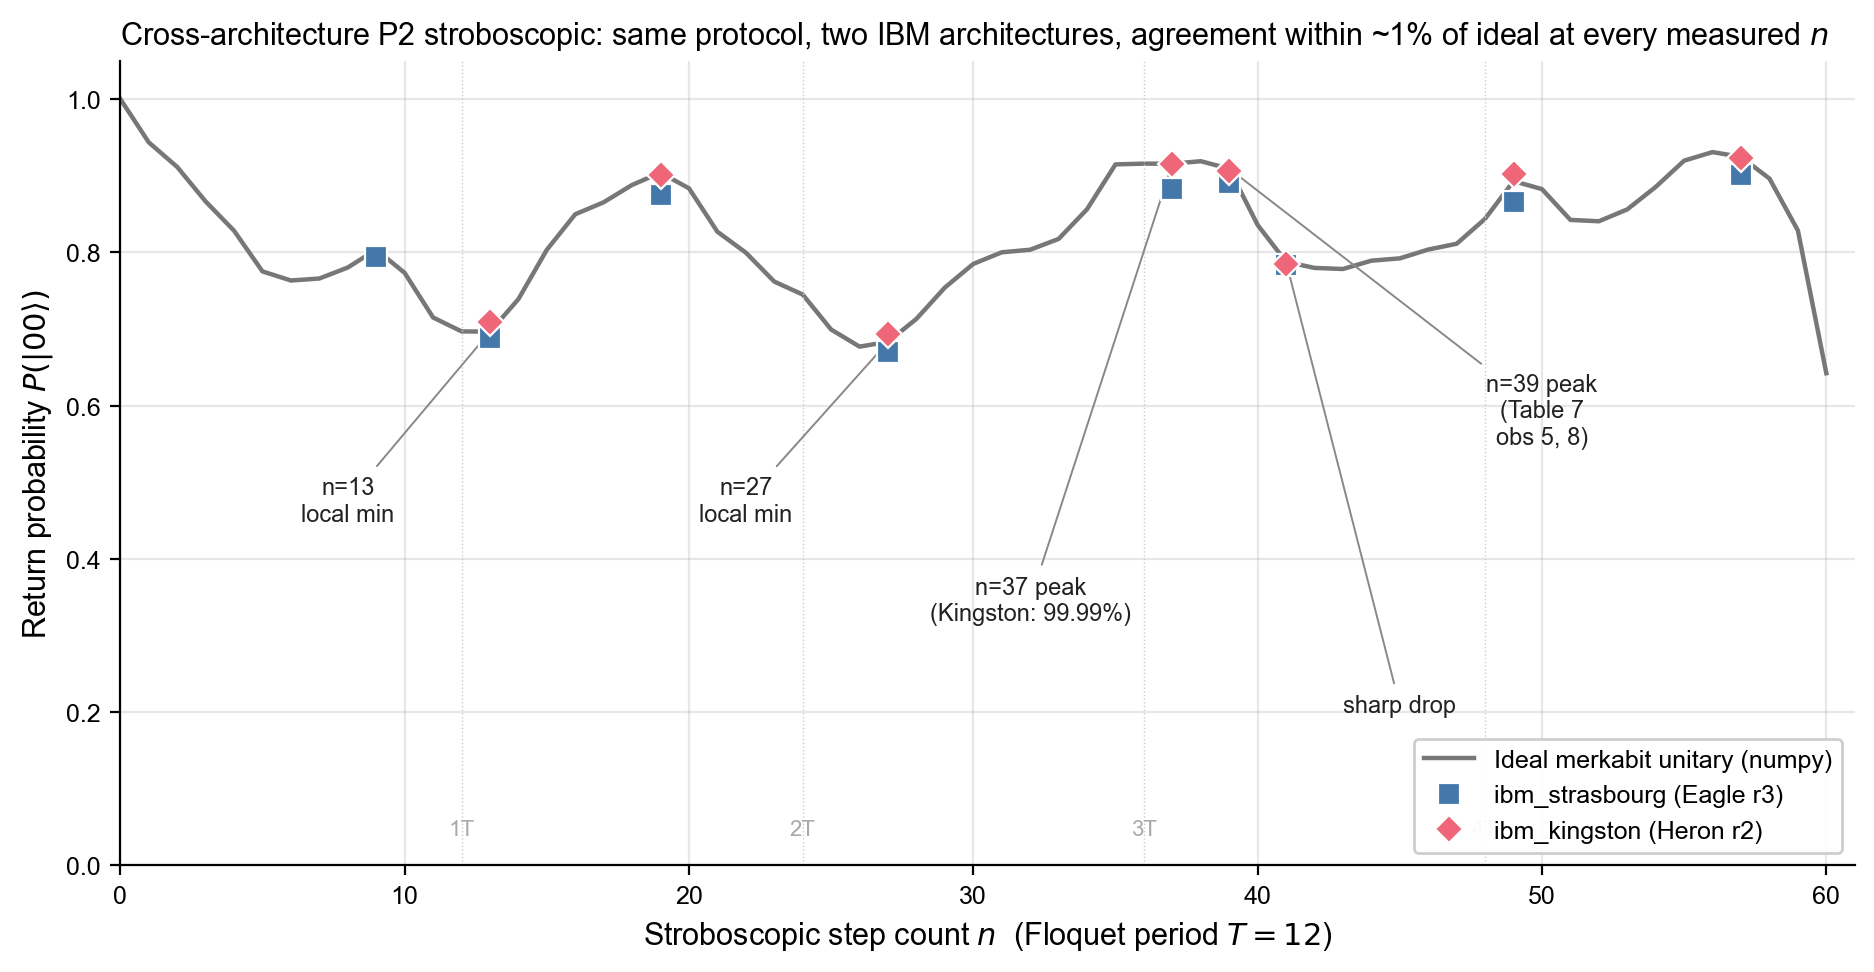 Cross-architecture P2 stroboscopic: same protocol, two IBM architectures, agreement within ~1% of ideal at every measured n
Return probability P(|00⟩)
1.0
0.8
0.6
0.4
0.2
0.0
n=13
local min
n=27
local min
n=37 peak
(Kingston: 99.99%)
n=39 peak
(Table 7
obs 5, 8)
sharp drop
1T
2T
3T
Ideal merkabit unitary (numpy)
ibm_strasbourg (Eagle r3)
ibm_kingston (Heron r2)
0
10
20
30
40
50
60
Stroboscopic step count n (Floquet period T = 12)